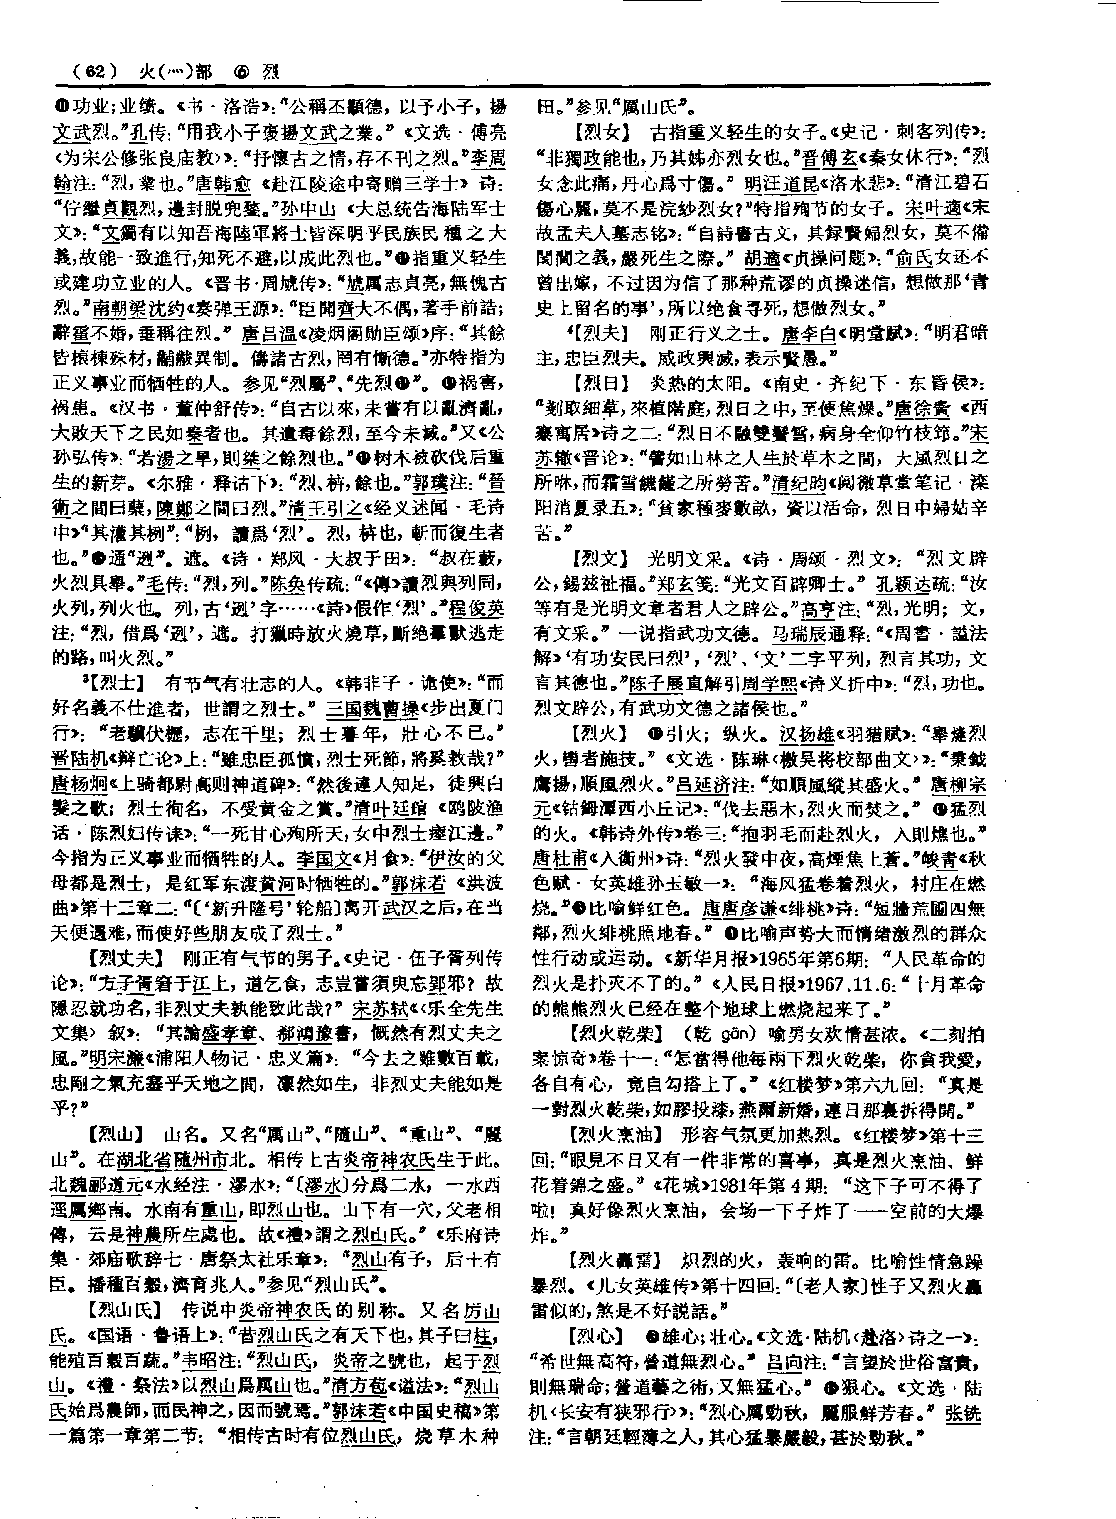 (62) 火(灬)部 ⑥ 烈
❶功业;业绩。《书·洛浩》:“公稱丕顯德，以予小子，揚
文武烈。”孔传:“用我小子褒揚文武之業。”《文选·傅亮
〈为宋公修张良庙教〉》:“抒懷古之情,存不刊之烈。”李周
翰注:“烈,業也。”唐韩愈《赴江陵途中寄赠三学士》诗:
“佇繼貞觀烈,邊封脱兜鍪。”孙中山《大总统告海陆军士
文》:“文獨有以知吾海陸軍將士皆深明乎民族民權之大
義,故能一致進行,知死不避,以成此烈也。”指重义轻生
或建功立业的人。《晋书·周虓传》:“虓厲志貞亮,無愧古
烈。”南朝梁沈约《奏弹王源》:“臣聞齊大不偶,著手前誥;
辭霍不婚,垂稱往烈。”唐吕温《凌烟阁勋臣颂》序:“其餘
皆榱棟殊材,黼黻異制。儔諸古烈,罔有慚德。”亦特指为
正义事业而牺牲的人。参见“烈屬”、“先烈”。祸害,
祸患。《汉书·董仲舒传》:“自古以來,未嘗有以亂濟亂,
大敗天下之民如秦者也。其遺毒餘烈,至今未滅。”又《公
孙弘传》:“若湯之旱,則桀之餘烈也。”树木被砍伐后重
生的新芽。《尔雅·释诂下》:“烈、枿,餘也。”郭璞注:“晉
衛之間曰蘖,陳鄭之間曰烈。”清王引之《经义述闻·毛诗
中》“其灌其栵”:“栵，讀爲‘烈’。烈,枿也,斬而復生者
也。”通“迾”。遮。《诗·郑风·大叔于田》:“叔在藪,
火烈具舉。”毛传:“烈,列。”陈奂传疏:“《傳》讀烈與列同,
火列,列火也。列,古‘迾’字……《詩》假作‘烈’。”程俊英
注:“烈,借爲‘迾’,遮。打獵時放火燒草,斷绝羣獸逃走
的路,叫火烈。”
³【烈士】 有节气有壮志的人。《韩非子·诡使》:“而
好名義不仕進者，世謂之烈士。”三国魏曹操《步出夏门
行》:“老驥伏櫪，志在千里；烈士暮年，壯心不已。”
晋陆机《辩亡论》上:“雖忠臣孤憤,烈士死節,將奚救哉?”
唐杨炯《上骑都尉高则神道碑》:“然後達人知足，徒興白
髮之歌；烈士徇名，不受黄金之賞。”清叶廷琯《鸥陂渔
话·陈烈妇传诔》:“一死甘心殉所天,女中烈士瘞江邊。”
今指为正义事业而牺牲的人。李国文《月食》:“伊汝的父
母都是烈士，是红军东渡黄河时牺牲的。”郭沫若《洪波
曲》第十二章二:“〔‘新升隆号’轮船〕离开武汉之后,在当
天便遇难,而使好些朋友成了烈士。”
【烈丈夫】 刚正有气节的男子。《史记·伍子胥列传
论》:“方子胥窘于江上，道乞食，志豈嘗須臾忘郢邪？故
隱忍就功名,非烈丈夫孰能致此哉?”宋苏轼《〈乐全先生
文集〉叙》:“其論盛孝章、郗鴻豫書，慨然有烈丈夫之
風。”明宋濂《浦阳人物记·忠义篇》:“今去之雖數百載,
忠剛之氣充塞乎天地之間，凛然如生，非烈丈夫能如是
乎?”
【烈山】 山名。又名“厲山”、“隨山”、“重山”、“麗
山”。在湖北省随州市北。相传上古炎帝神农氏生于此。
北魏郦道元《水经注·漻水》:“〔漻水〕分爲二水，一水西
逕厲鄉南。水南有重山,即烈山也。山下有一穴,父老相
傳，云是神農所生處也。故《禮》謂之烈山氏。”《乐府诗
集·郊庙歌辞七·唐祭太社乐章》:“烈山有子，后土有
臣。播種百穀,濟育兆人。”参见“烈山氏”。
【烈山氏】 传说中炎帝神农氏的别称。又名厉山
氏。《国语·鲁语上》:“昔烈山氏之有天下也,其子曰柱,
能殖百穀百蔬。”韦昭注:“烈山氏，炎帝之號也，起于烈
山。《禮·祭法》以烈山爲厲山也。”清方苞《谥法》:“烈山
氏始爲農師,而民神之,因而號焉。”郭沫若《中国史稿》第
一篇第一章第二节:“相传古时有位烈山氏，烧草木种
田。”参见“厲山氏”。
【烈女】 古指重义轻生的女子。《史记·刺客列传》:
“非獨政能也,乃其姊亦烈女也。”晋傅玄《秦女休行》:“烈
女念此痛,丹心爲寸傷。”明汪道昆《洛水悲》:“清江碧石
傷心麗,莫不是浣紗烈女?”特指殉节的女子。宋叶適《宋
故孟夫人墓志铭》:“自詩書古文，其録賢婦烈女，莫不備
閨閫之義,嚴死生之際。”胡適《贞操问题》:“俞氏女还不
曾出嫁，不过因为信了那种荒谬的贞操迷信，想做那‘青
史上留名的事’,所以绝食寻死,想做烈女。”
⁴【烈夫】 刚正行义之士。唐李白《明堂賦》:“明君暗
主,忠臣烈夫。威政興滅,表示賢愚。”
【烈日】 炎热的太阳。《南史·齐纪下·东昏侯》:
“剗取細草,來植階庭,烈日之中,至便焦燥。”唐徐夤《西
寨寓居》诗之二:“烈日不融雙鬢雪,病身全仰竹枝筇。”宋
苏辙《晋论》:“譬如山林之人生於草木之間，大風烈日之
所咻,而霜雪饑饉之所勞苦。”清纪昀《阅微草堂笔记·滦
阳消夏录五》:“貧家種麥數畝，資以活命，烈日中婦姑辛
苦。”
【烈文】 光明文采。《诗·周颂·烈文》:“烈文辟
公,錫兹祉福。”郑玄笺:“光文百辟卿士。”孔颖达疏:“汝
等有是光明文章者君人之辟公。”高亨注:“烈,光明；文,
有文采。”一说指武功文德。马瑞辰通释:“《周書·謚法
解》‘有功安民曰烈’,‘烈’、‘文’二字平列,烈言其功,文
言其德也。”陈子展直解引周学熙《诗义折中》:“烈,功也。
烈文辟公,有武功文德之諸侯也。”
【烈火】 ❶引火；纵火。汉扬雄《羽猎赋》:“舉燧烈
火,轡者施技。”《文选·陈琳〈檄吴将校部曲文〉》:“秉鉞
鷹揚,順風烈火。”吕延济注:“如順風縱其盛火。”唐柳宗
元《钴鉧潭西小丘记》:“伐去惡木,烈火而焚之。”❷猛烈
的火。《韩诗外传》卷三:“抱羽毛而赴烈火，入則燋也。”
唐杜甫《入衡州》诗:“烈火發中夜,高煙焦上蒼。”峻青《秋
色赋·女英雄孙玉敏一》:“海风猛卷着烈火，村庄在燃
烧。”❸比喻鲜红色。唐唐彦谦《绯桃》诗:“短牆荒圃四無
鄰,烈火緋桃照地春。”❹比喻声势大而情绪激烈的群众
性行动或运动。《新华月报》1965年第6期:“人民革命的
烈火是扑灭不了的。”《人民日报》1967.11.6:“十月革命
的熊熊烈火已经在整个地球上燃烧起来了。”
【烈火乾柴】 (乾 gān) 喻男女欢情甚浓。《二刻拍
案惊奇》卷十一:“怎當得他每兩下烈火乾柴，你貪我愛,
各自有心，竟自勾搭上了。”《红楼梦》第六九回:“真是
一對烈火乾柴,如膠投漆,燕爾新婚,連日那裏拆得開。”
【烈火烹油】 形容气氛更加热烈。《红楼梦》第十三
回:“眼見不日又有一件非常的喜事，真是烈火烹油、鲜
花着錦之盛。”《花城》1981年第4期:“这下子可不得了
啦! 真好像烈火烹油，会场一下子炸了——空前的大爆
炸。”
【烈火轟雷】 炽烈的火，轰响的雷。比喻性情急躁
暴烈。《儿女英雄传》第十四回:“〔老人家〕性子又烈火轟
雷似的,煞是不好説話。”
【烈心】 ❶雄心;壮心。《文选·陆机〈赴洛〉诗之一》:
“希世無高符,營道無烈心。”吕向注:“言望於世俗富貴,
則無瑞命;營道藝之術,又無猛心。”❷狠心。《文选·陆
机〈长安有狭邪行〉》:“烈心厲勁秋，麗服鮮芳春。”张铣
注:“言朝廷輕薄之人,其心猛暴嚴毅,甚於勁秋。”